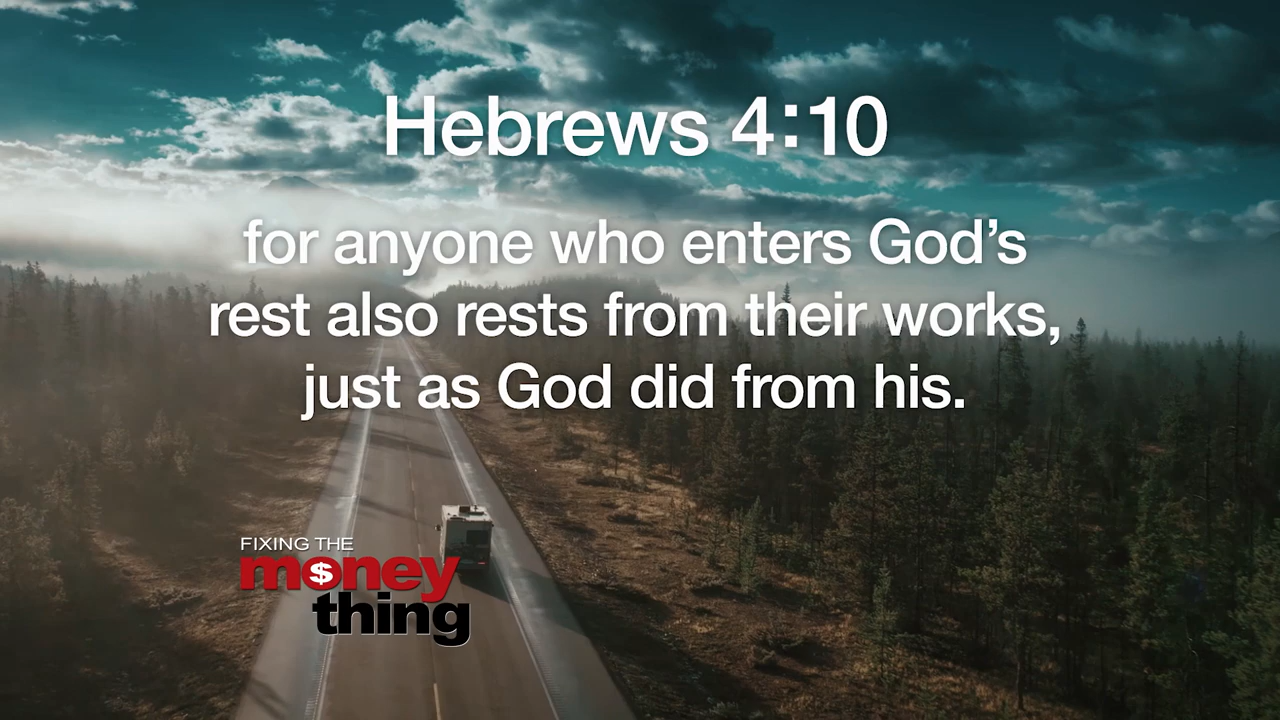 Hebrews 4:10
for anyone who enters God’s
rest also rests from their works,
just as God did from his.
FIXING THE
money
thing